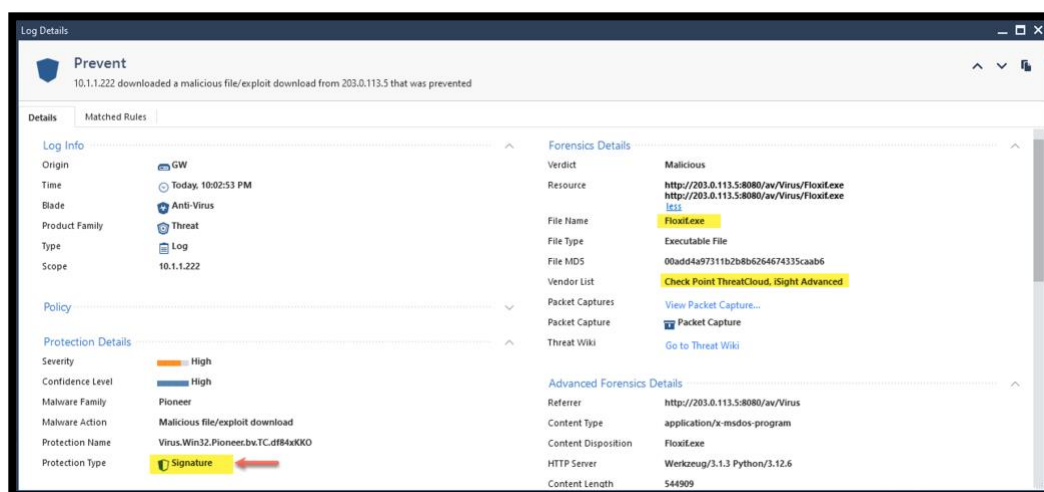 Log Details
Prevent
10.1.1.222 downloaded a malicious file/exploit download from 203.0.113.5 that was prevented
Details Matched Rules
Log Info
Origin GW
Time Today, 10:02:53 PM
Blade Anti-Virus
Product Family Threat
Type Log
Scope 10.1.1.222
Policy
Protection Details
Severity High
Confidence Level High
Malware Family Pioneer
Malware Action Malicious file/exploit download
Protection Name Virus.Win32.Pioneer.bv.TC.df84xKKO
Protection Type Signature
Forensics Details
Verdict Malicious
Resource http://203.0.113.5:8080/av/Virus/Floxif.exe
http://203.0.113.5:8080/av/Virus/Floxif.exe
less
File Name Floxif.exe
File Type Executable File
File MD5 00add4a97311b2b8b6264674335caab6
Vendor List Check Point ThreatCloud, iSight Advanced
Packet Captures View Packet Capture...
Packet Capture Packet Capture
Threat Wiki Go to Threat Wiki
Advanced Forensics Details
Referrer http://203.0.113.5:8080/av/Virus
Content Type application/x-msdos-program
Content Disposition Floxif.exe
HTTP Server Werkzeug/3.1.3 Python/3.12.6
Content Length 544909